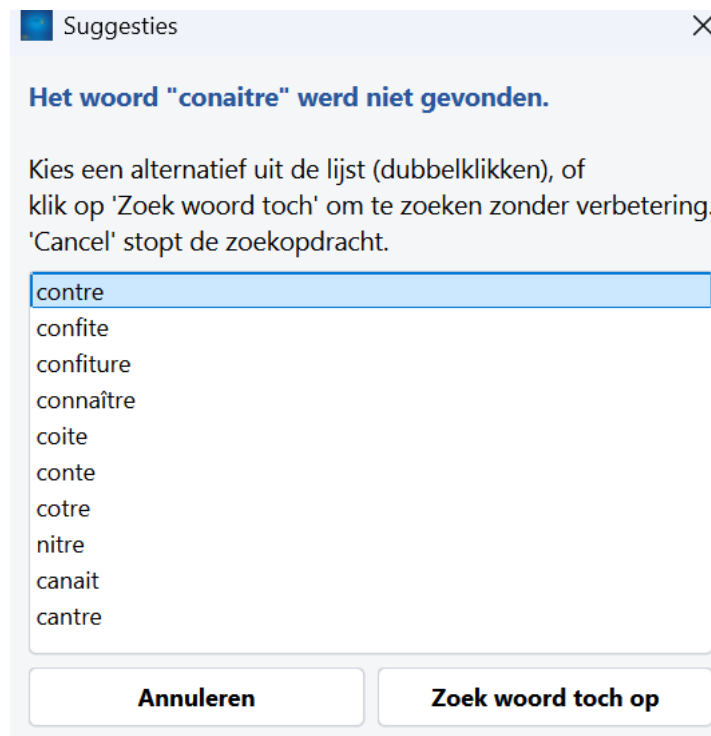 Suggesties
Het woord "conaitre" werd niet gevonden.
Kies een alternatief uit de lijst (dubbelklikken), of
klik op 'Zoek woord toch' om te zoeken zonder verbetering.
'Cancel' stopt de zoekopdracht.
contre
confite
confiture
connaître
coite
conte
cotre
nitre
canait
cantre
Annuleren
Zoek woord toch op